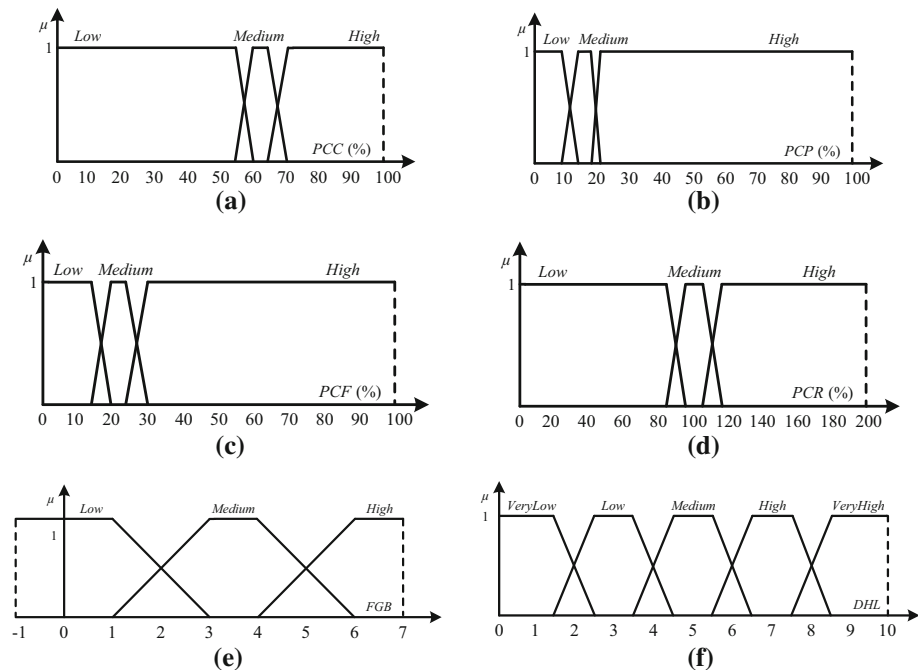 μ
Low Medium High
1
PCC (%)
0 10 20 30 40 50 60 70 80 90 100
(a)
μ
Low Medium High
1
PCP (%)
0 10 20 30 40 50 60 70 80 90 100
(b)
μ
Low Medium High
1
PCF (%)
0 10 20 30 40 50 60 70 80 90 100
(c)
μ
Low Medium High
1
PCR (%)
0 20 40 60 80 100 120 140 160 180 200
(d)
μ
Low Medium High
1
FGB
-1 0 1 2 3 4 5 6 7
(e)
μ
VeryLow Low Medium High VeryHigh
1
DHL
0 1 2 3 4 5 6 7 8 9 10
(f)